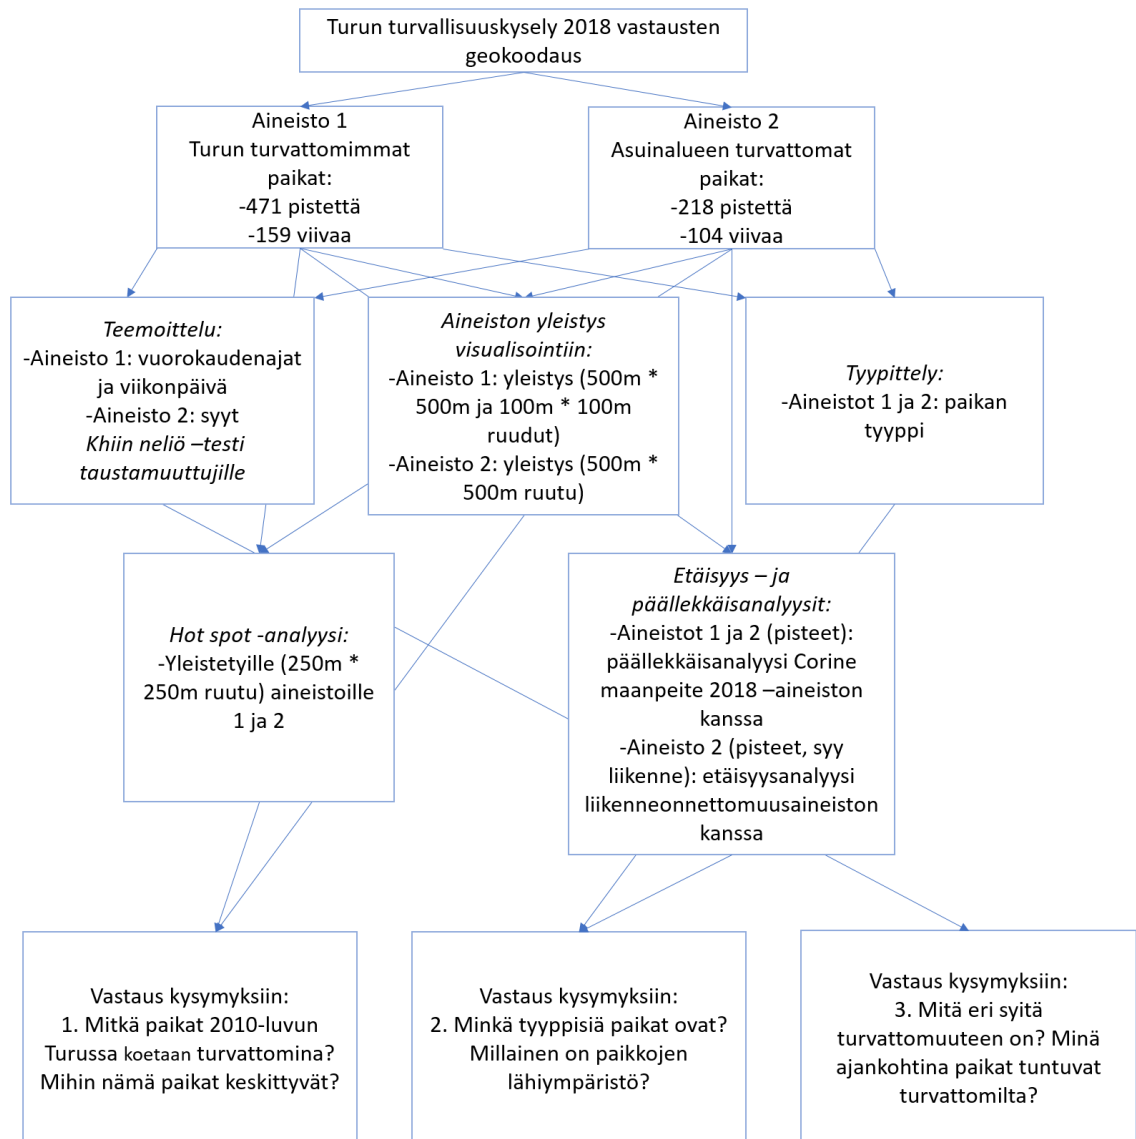 Turun turvallisuuskysely 2018 vastausten
geokoodaus
Aineisto 1
Turun turvattomimmat
paikat:
-471 pistettä
-159 viivaa
Aineisto 2
Asuinalueen turvattomat
paikat:
-218 pistettä
-104 viivaa
Teemoittelu:
-Aineisto 1: vuorokaudenajat
ja viikonpäivä
-Aineisto 2: syyt
Khiin neliö –testi
taustamuuttujille
Aineiston yleistys
visualisointiin:
-Aineisto 1: yleistys (500m *
500m ja 100m * 100m
ruudut)
-Aineisto 2: yleistys (500m *
500m ruutu)
Tyypittely:
-Aineistot 1 ja 2: paikan
tyyppi
Hot spot -analyysi:
-Yleistetyille (250m *
250m ruutu) aineistoille
1 ja 2
Etäisyys – ja
päällekkäisanalyysit:
-Aineistot 1 ja 2 (pisteet):
päällekkäisanalyysi Corine
maanpeite 2018 –aineiston
kanssa
-Aineisto 2 (pisteet, syy
liikenne): etäisyysanalyysi
liikenneonnettomuusaineiston
kanssa
Vastaus kysymyksiin:
1. Mitkä paikat 2010-luvun
Turussa koetaan turvattomina?
Mihin nämä paikat keskittyvät?
Vastaus kysymyksiin:
2. Minkä tyyppisiä paikat ovat?
Millainen on paikkojen
lähiympäristö?
Vastaus kysymyksiin:
3. Mitä eri syitä
turvattomuuteen on? Minä
ajankohtina paikat tuntuvat
turvattomilta?